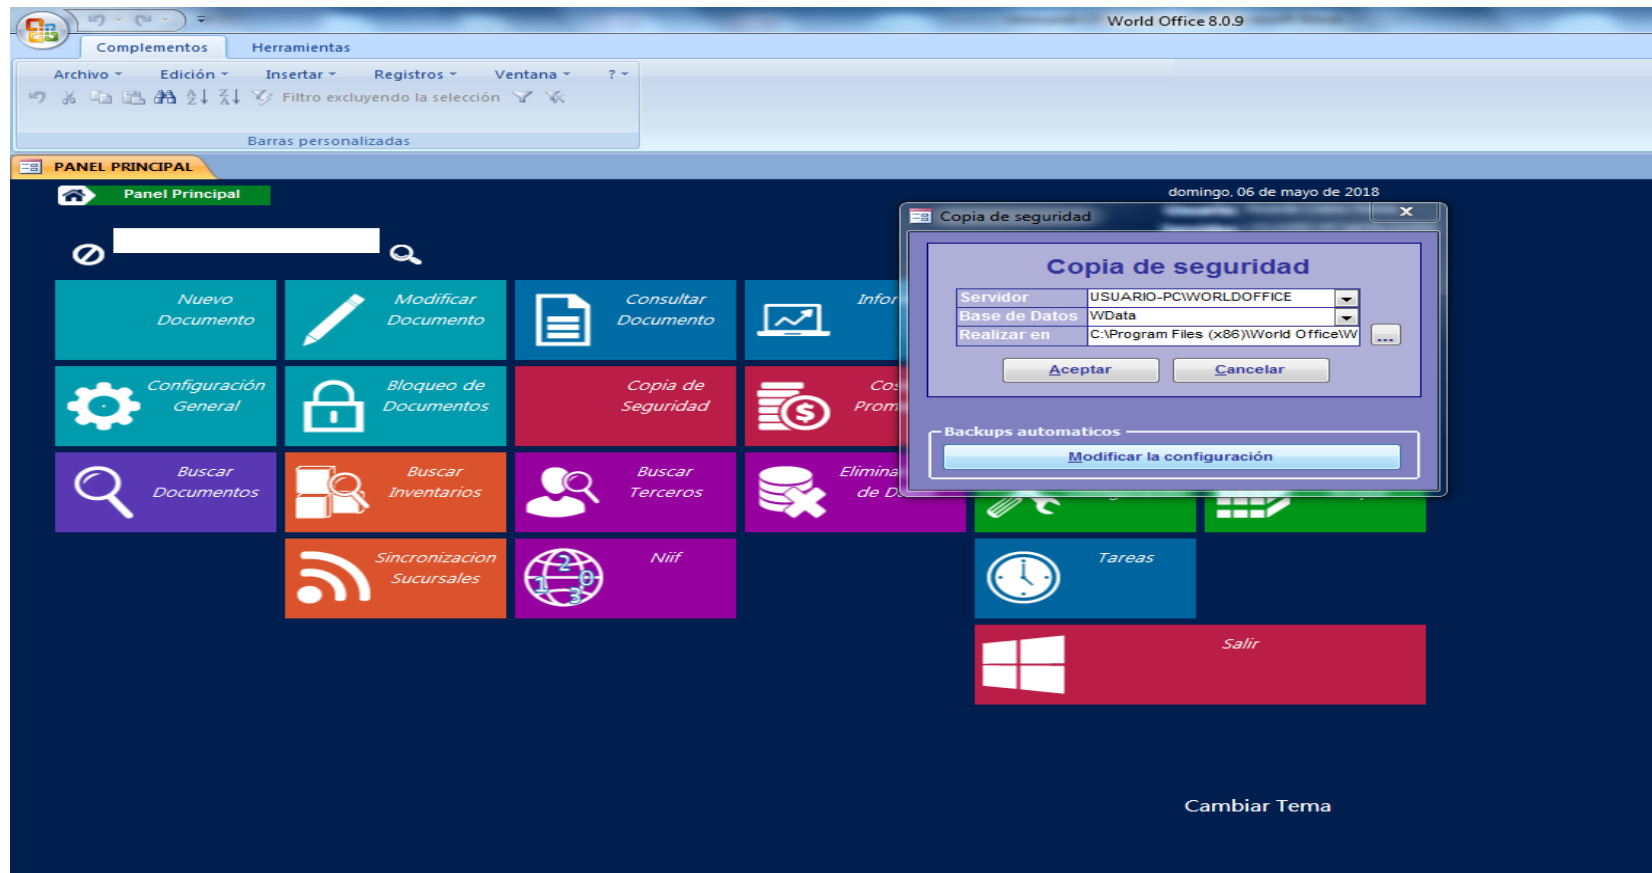 World Office 8.0.9
Complementos
Herramientas
Archivo
Edición
Insertar
Registros
Ventana
?
Filtro excluyendo la selección
Barras personalizadas
PANEL PRINCIPAL
Panel Principal
domingo, 06 de mayo de 2018
Copia de seguridad
Copia de seguridad
Servidor USUARIO-PC\WORLDOFFICE
Base de Datos WData
Realizar en C:\Program Files (x86)\World Office\W
...
Aceptar
Cancelar
Backups automaticos
Modificar la configuración
Nuevo
Documento
Modificar
Documento
Consultar
Documento
Infor
Configuración
General
Bloqueo de
Documentos
Copia de
Seguridad
Cos
Prom
Buscar
Documentos
Buscar
Inventarios
Buscar
Terceros
Elimina
de D
Sincronizacion
Sucursales
Niif
Tareas
Salir
Cambiar Tema